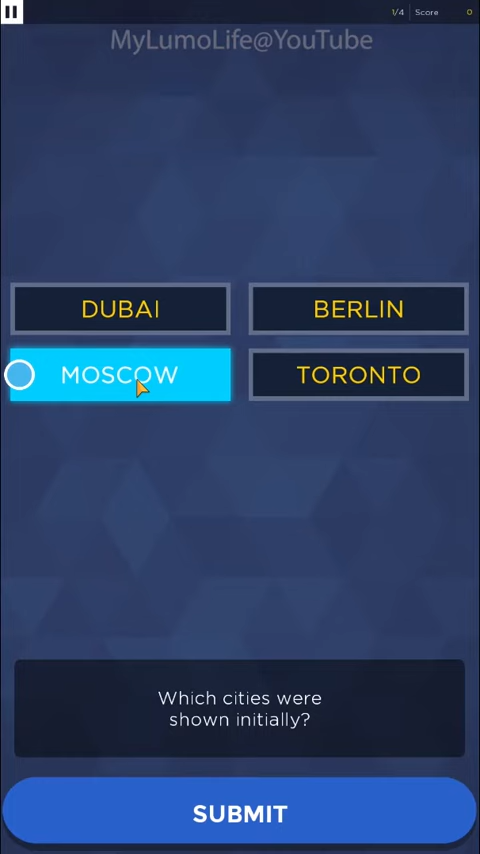 1/4 Score 0
MyLumoLife@YouTube
DUBAI BERLIN
MOSCOW TORONTO
Which cities were
shown initially?
SUBMIT